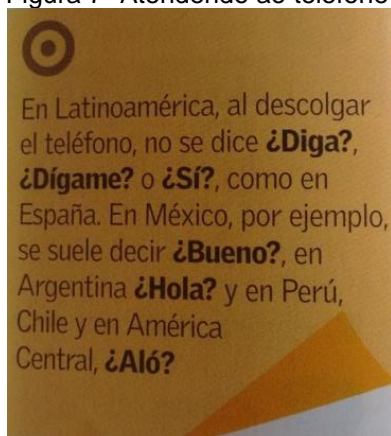 Figura Atendendo ao telefone
En Latinoamérica, al descolgar
el teléfono, no se dice ¿Diga?,
¿Dígame? o ¿Sí?, como en
España. En México, por ejemplo,
se suele decir ¿Bueno?, en
Argentina ¿Hola? y en Perú,
Chile y en América
Central, ¿Aló?